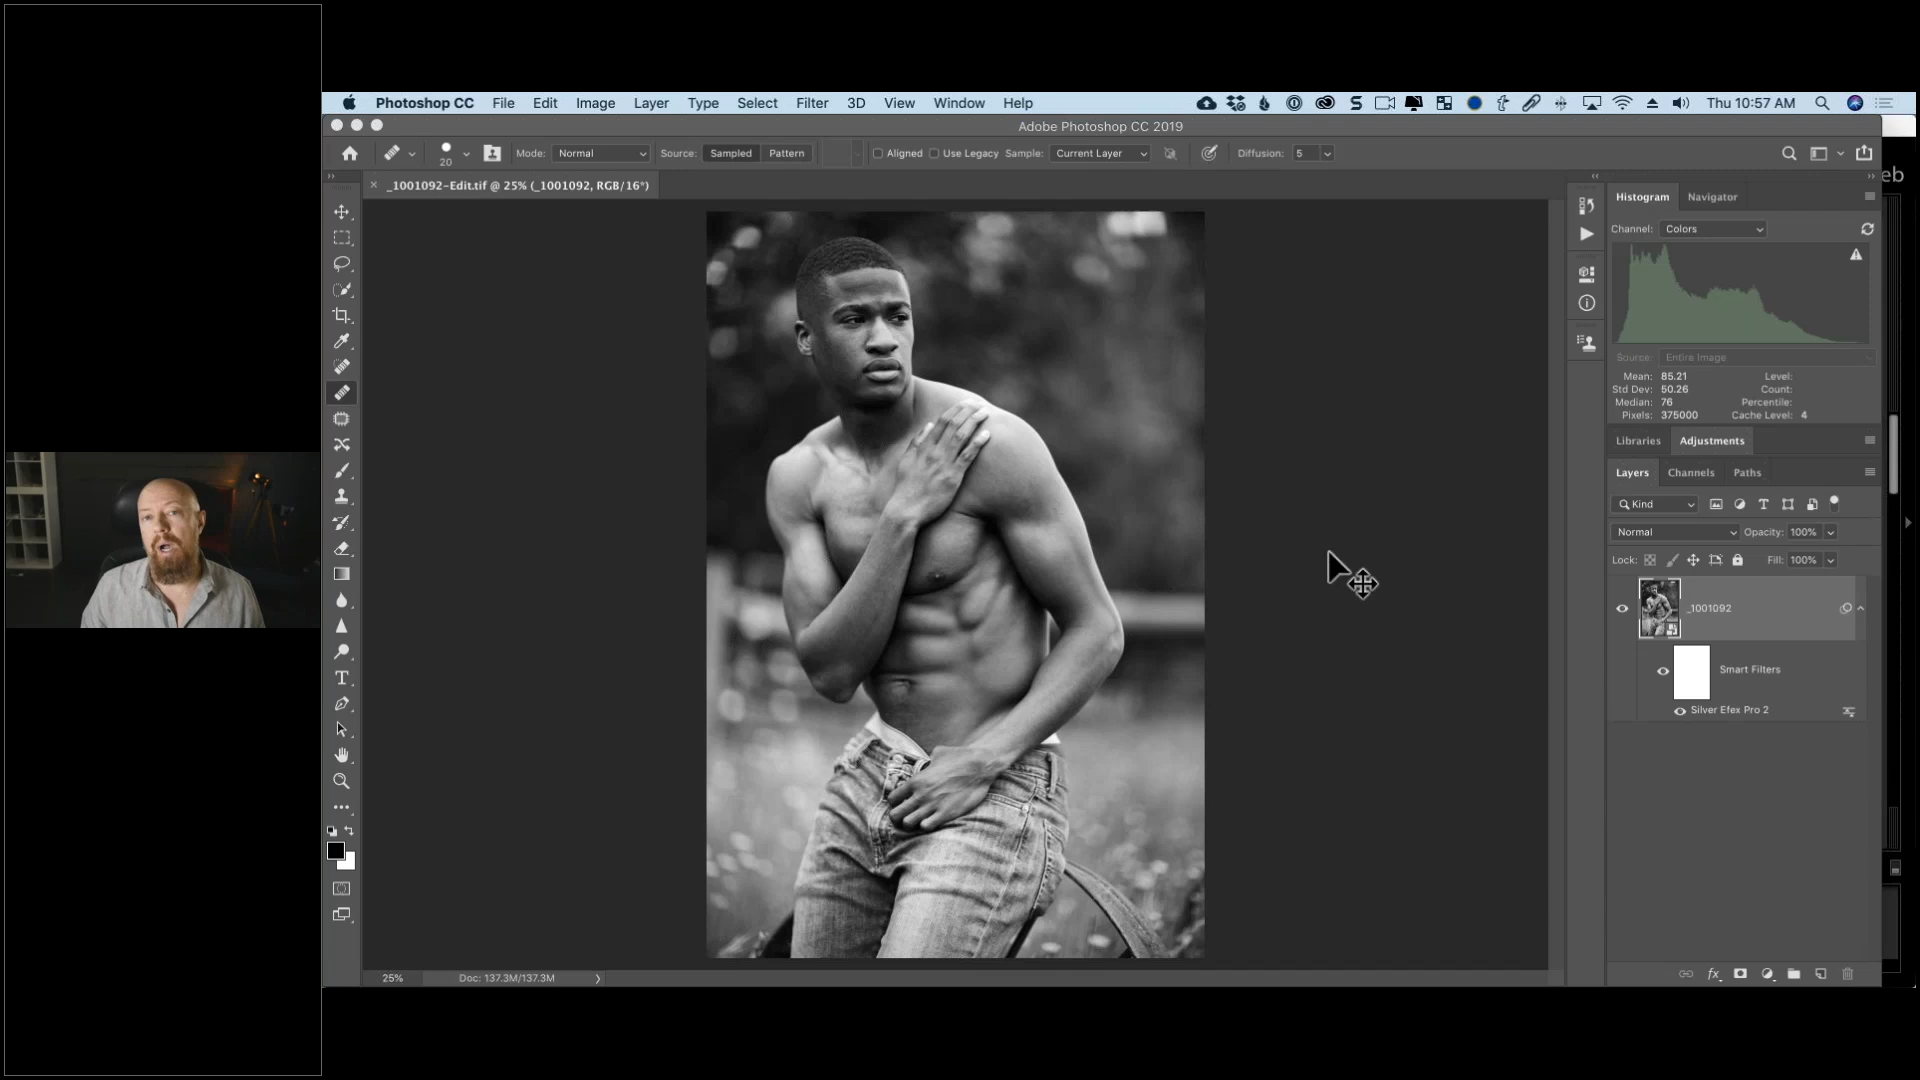 Photoshop CC File Edit Image Layer Type Select Filter 3D View Window Help Thu 10:57 AM
Adobe Photoshop CC 2019
20 Mode: Normal Source: Sampled Pattern Aligned Use Legacy Sample: Current Layer Diffusion: 5
eb
_1001092-Edit.tif @ 25% (_1001092, RGB/16*)
Histogram Navigator
Channel: Colors
Source: Entire Image
Mean: 85.21 Level:
Std Dev: 50.26 Count:
Median: 76 Percentile:
Pixels: 375000 Cache Level: 4
Libraries Adjustments
Layers Channels Paths
Kind
Normal Opacity: 100%
Lock: Fill: 100%
_1001092
Smart Filters
Silver Efex Pro 2
25% Doc: 137.3M/137.3M
fx